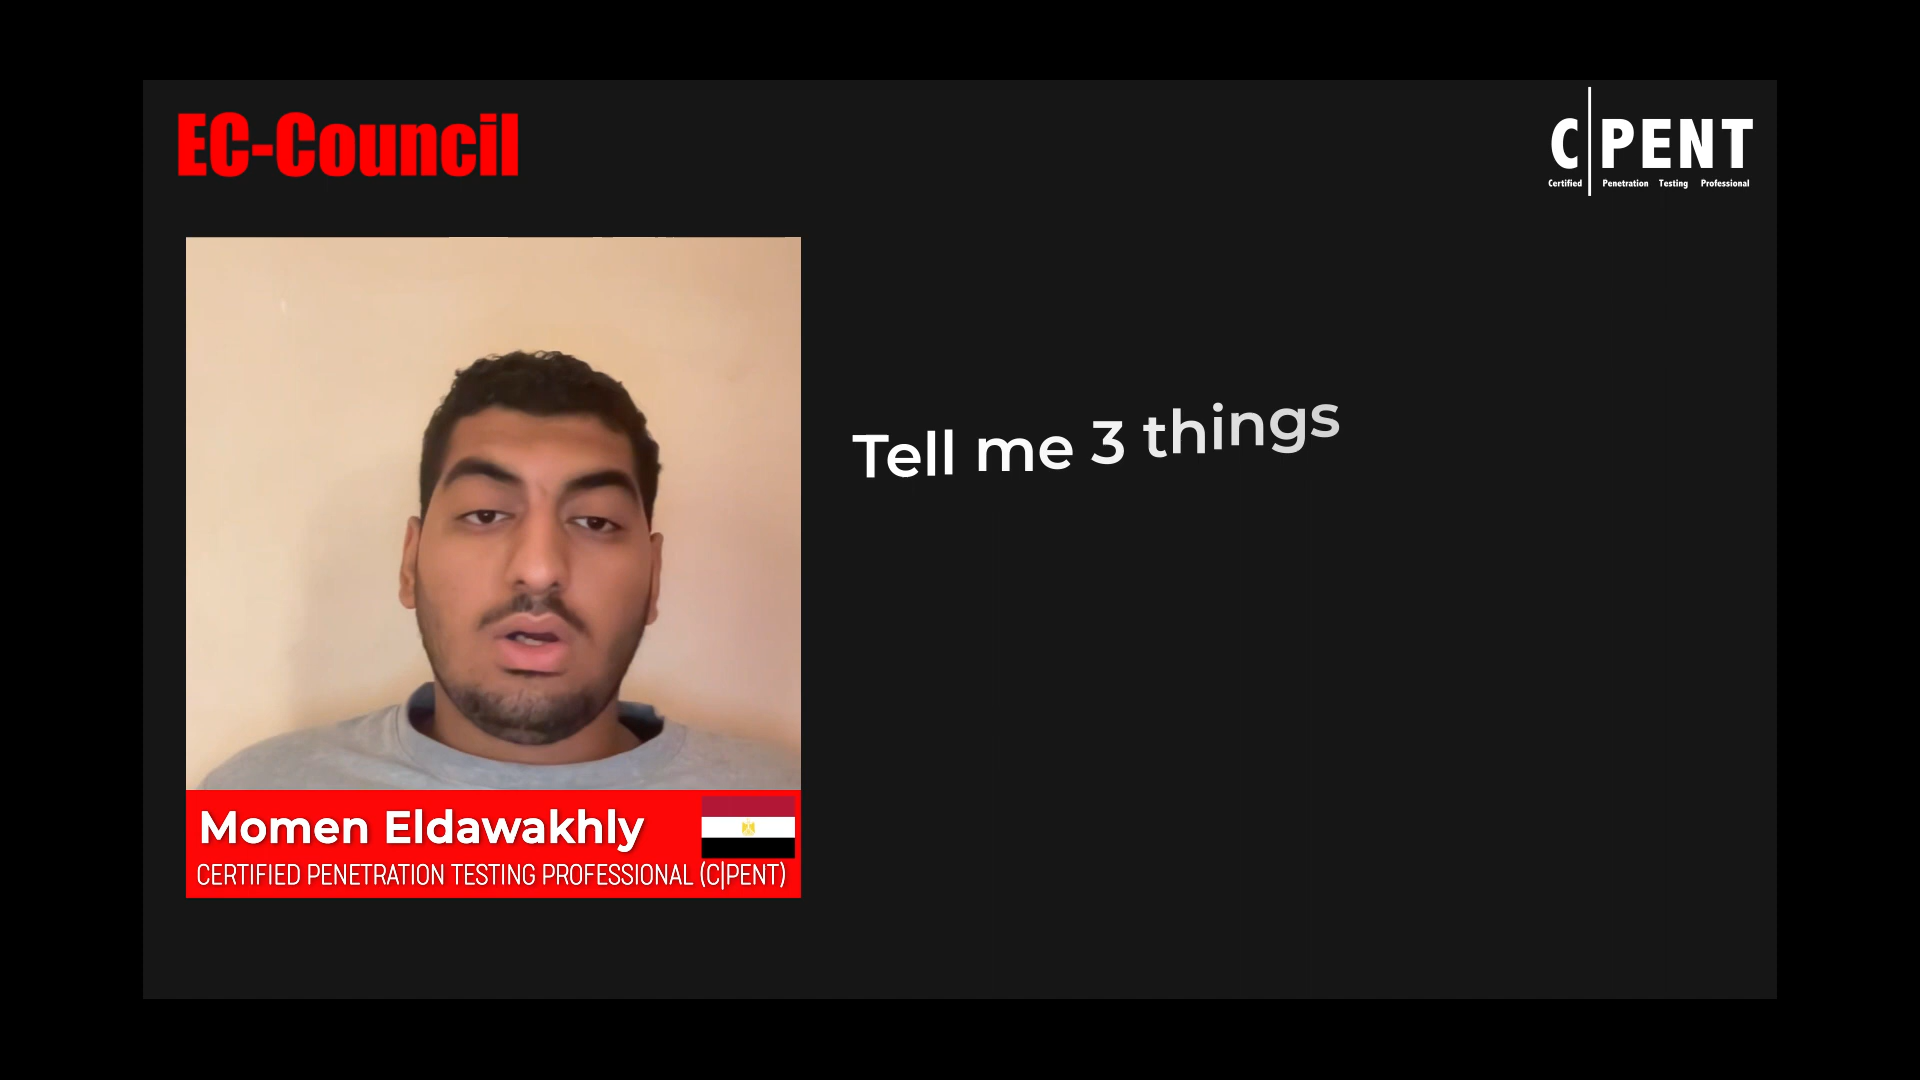 EC-Council
C|PENT
Certified Penetration Testing Professional
Tell me 3 things
Momen Eldawakhly
CERTIFIED PENETRATION TESTING PROFESSIONAL (C|PENT)